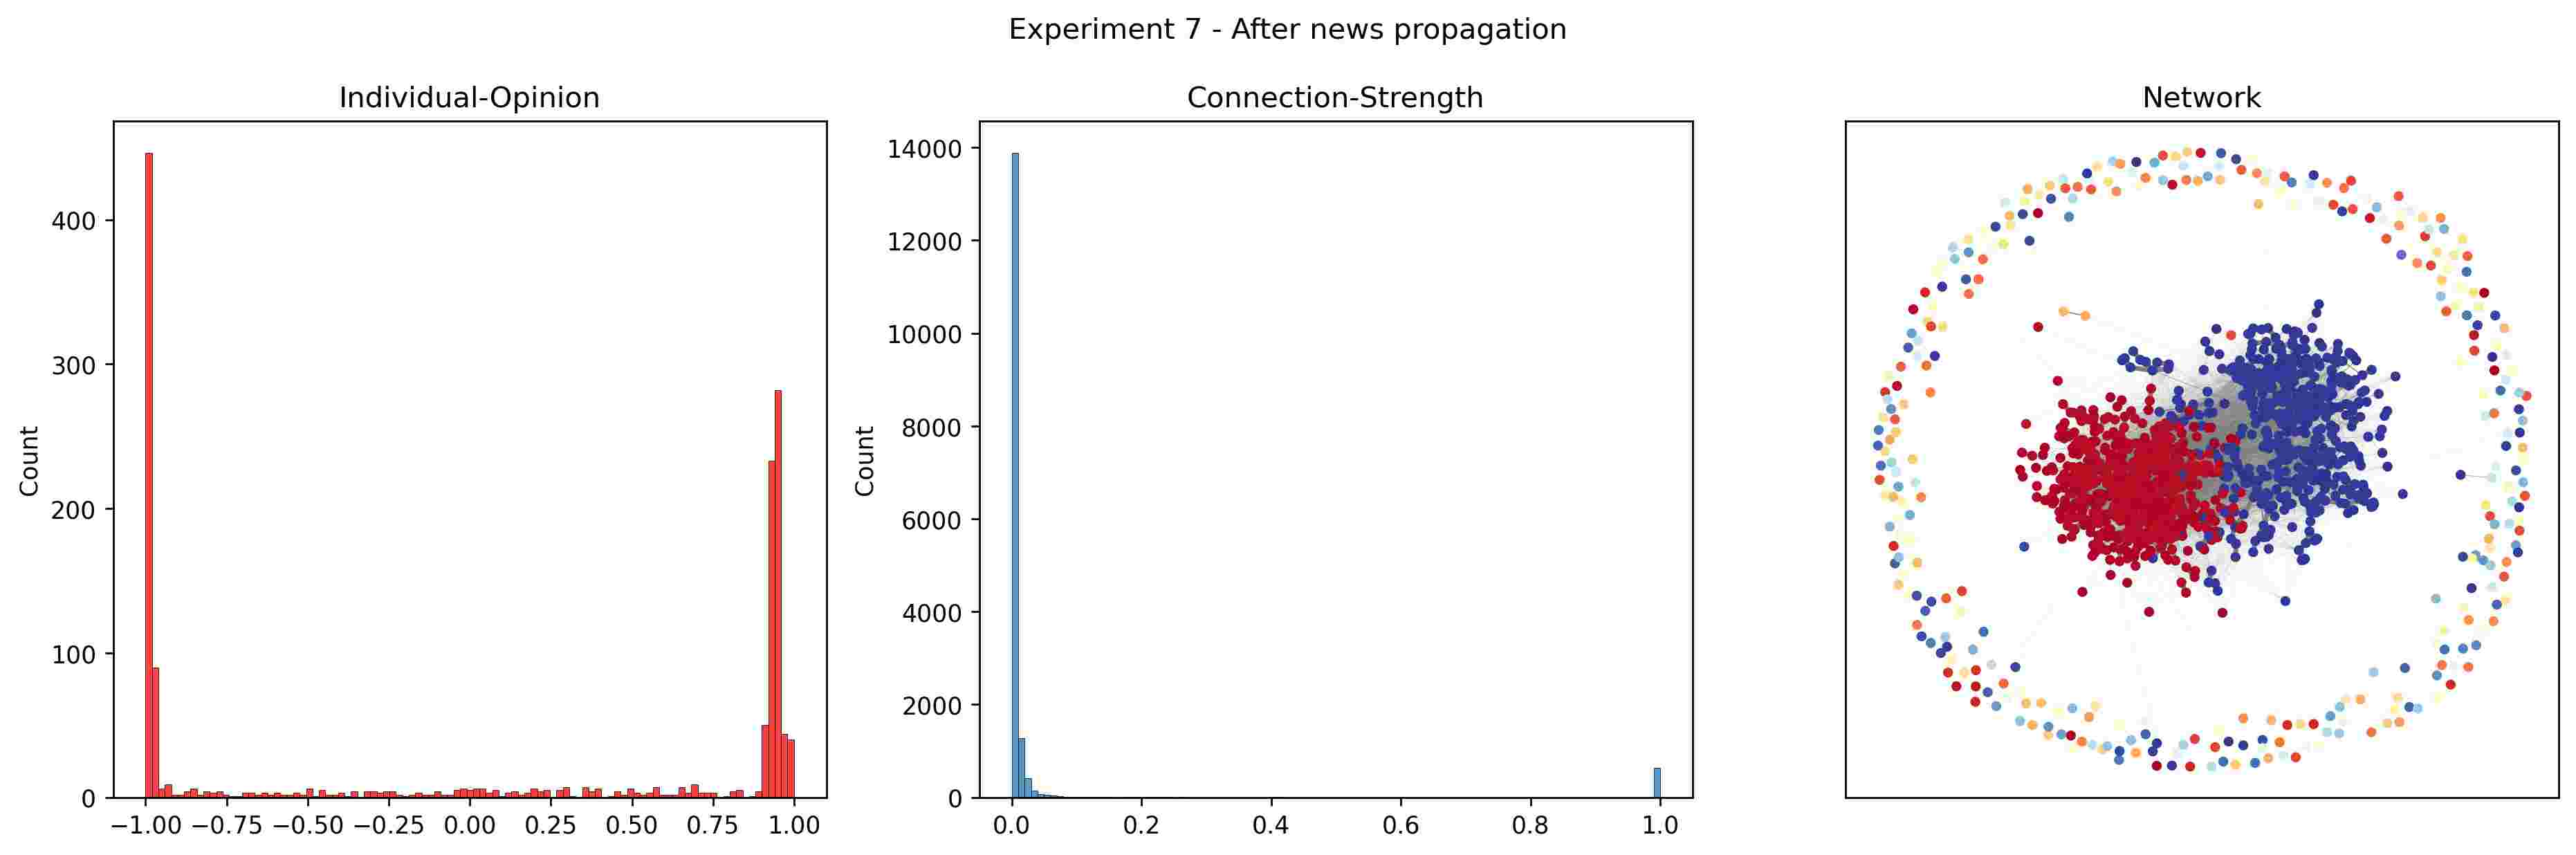 Experiment 7 - After news propagation
Individual-Opinion
Count
400
300
200
100
0
−1.00 −0.75 −0.50 −0.25 0.00 0.25 0.50 0.75 1.00
Connection-Strength
Count
14000
12000
10000
8000
6000
4000
2000
0
0.0 0.2 0.4 0.6 0.8 1.0
Network